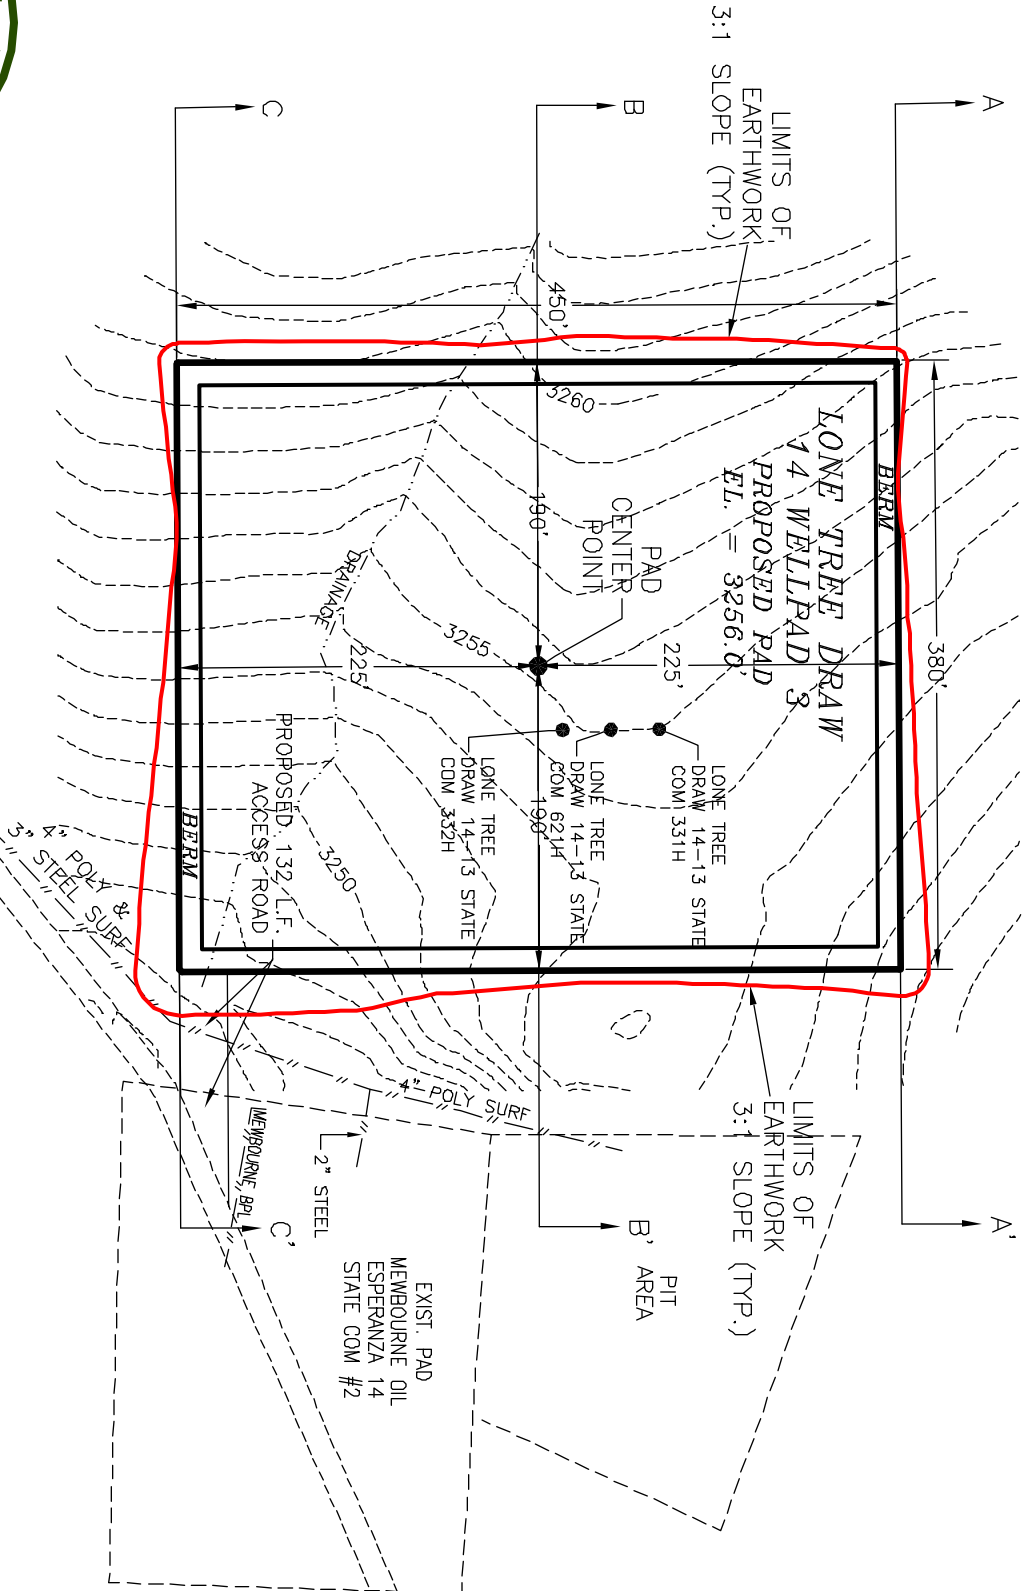 LIMITS OF
EARTHWORK
3:1 SLOPE (TYP.)
A
B
C
450'
380'
3260
BERM
LONE TREE DRAW
14 WELLPAD 3
PROPOSED PAD
EL. = 3256.0'
PAD
CENTER
POINT
190'
DRAINAGE
3255
225'
225'
LONE TREE
DRAW 14-13 STATE
COM 331H
LONE TREE
DRAW 14-13 STATE
COM 621H
LONE TREE
DRAW 14-13 STATE
COM 332H
190'
3250
PROPOSED 132 L.F.
ACCESS ROAD
BERM
3", 4" POLY &
STEEL SURF
4" POLY SURF
LIMITS OF
EARTHWORK
3:1 SLOPE (TYP.)
MEWBOURNE BPL
2" STEEL
A'
B'
C'
PIT
AREA
EXIST. PAD
MEWBOURNE OIL
ESPERANZA 14
STATE COM #2